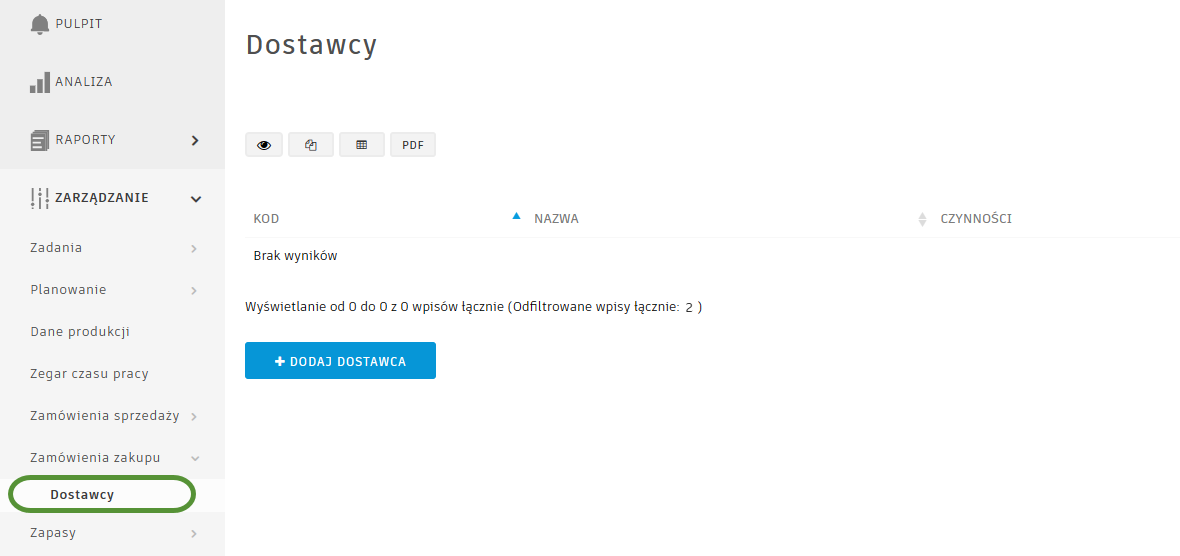 PULPIT
ANALIZA
RAPORTY
ZARZĄDZANIE
Zadania
Planowanie
Dane produkcji
Zegar czasu pracy
Zamówienia sprzedaży
Zamówienia zakupu
Dostawcy
Zapasy
Dostawcy
PDF
KOD NAZWA CZYNNOŚCI
Brak wyników
Wyświetlanie od 0 do 0 z 0 wpisów łącznie (Odfiltrowane wpisy łącznie: 2 )
DODAJ DOSTAWCA